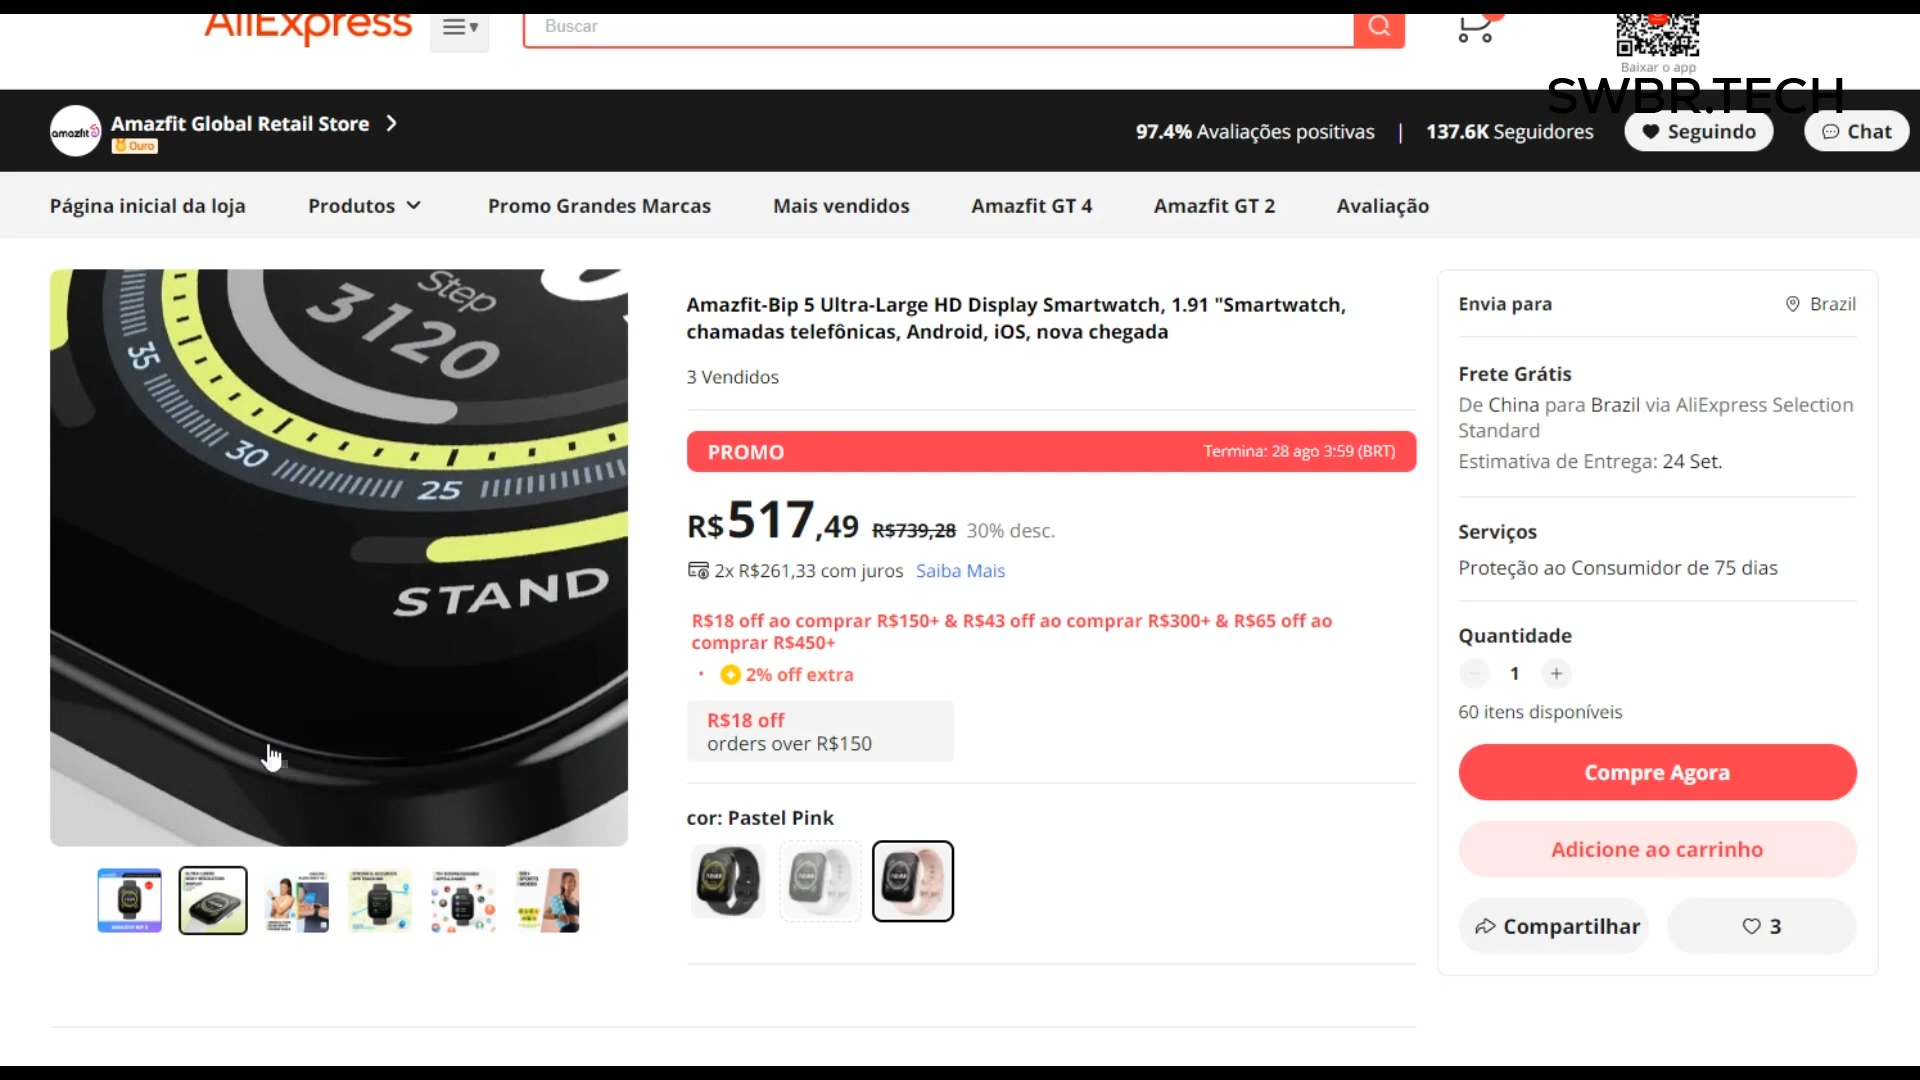 AliExpress
Buscar
Baixar o app
SWBR.TECH
amazfit
Amazfit Global Retail Store
Ouro
97.4% Avaliações positivas | 137.6K Seguidores
Seguindo
Chat
Página inicial da loja
Produtos
Promo Grandes Marcas
Mais vendidos
Amazfit GT 4
Amazfit GT 2
Avaliação
Step
3120
35
30
25
STAND
Amazfit-Bip 5 Ultra-Large HD Display Smartwatch, 1.91 "Smartwatch,
chamadas telefônicas, Android, iOS, nova chegada
3 Vendidos
PROMO
Termina: 28 ago 3:59 (BRT)
R$517,49 R$739,28 30% desc.
2x R$261,33 com juros Saiba Mais
R$18 off ao comprar R$150+ & R$43 off ao comprar R$300+ & R$65 off ao
comprar R$450+
2% off extra
R$18 off
orders over R$150
cor: Pastel Pink
Envia para
Brazil
Frete Grátis
De China para Brazil via AliExpress Selection
Standard
Estimativa de Entrega: 24 Set.
Serviços
Proteção ao Consumidor de 75 dias
Quantidade
1
60 itens disponíveis
Compre Agora
Adicione ao carrinho
Compartilhar
3